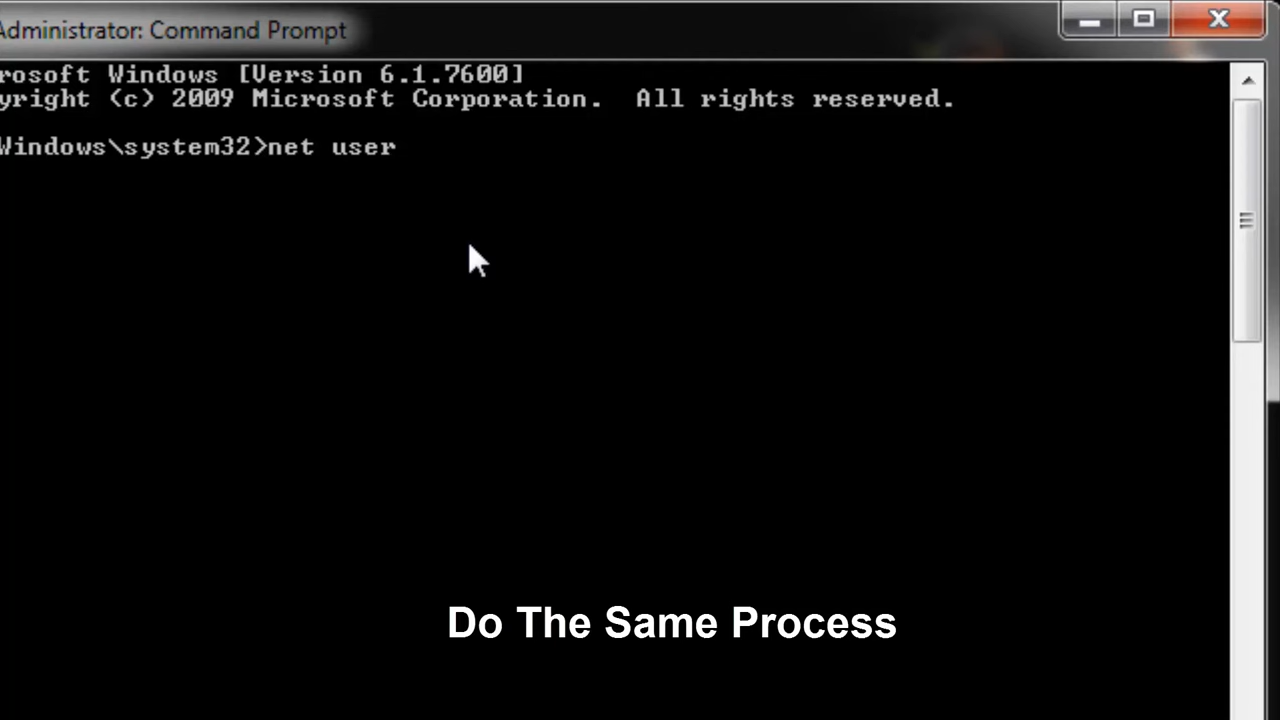 Administrator: Command Prompt
rosoft Windows [Version 6.1.7600]
yright (c) 2009 Microsoft Corporation.  All rights reserved.
Windows\system32>net user
Do The Same Process